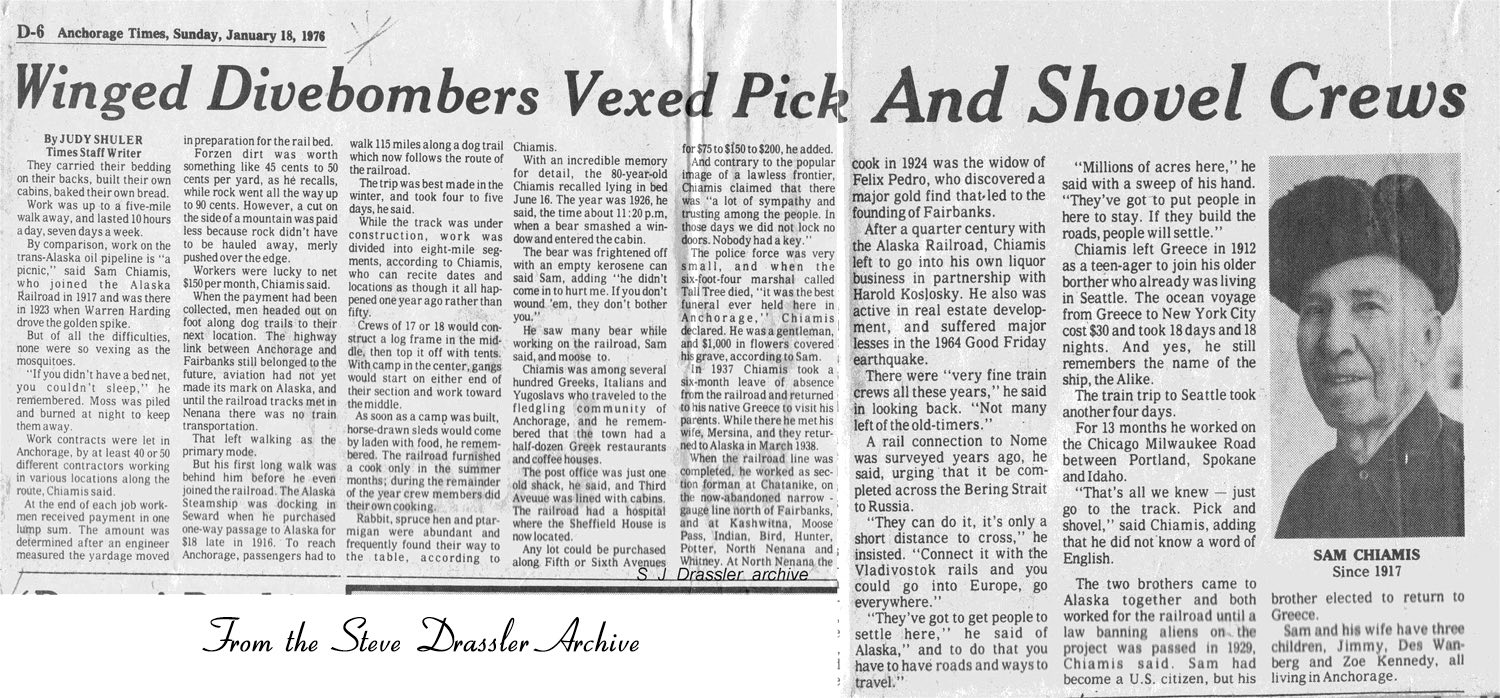 D-6 Anchorage Times, Sunday, January 18, 1976
Winged Divebombers Vexed Pick And Shovel Crews
By JUDY SHULER
Times Staff Writer
They carried their bedding
on their backs, built their own
cabins, baked their own bread.
Work was up to a five-mile
walk away, and lasted 10 hours
a day, seven days a week.
By comparison, work on the
trans-Alaska oil pipeline is “a
picnic,” said Sam Chiamis,
who joined the Alaska
Railroad in 1917 and was there
in 1923 when Warren Harding
drove the golden spike.
But of all the difficulties,
none were so vexing as the
mosquitoes.
“If you didn’t have a bed net,
you couldn’t sleep,” he
remembered. Moss was piled
and burned at night to keep
them away.
Work contracts were let in
Anchorage, by at least 40 or 50
different contractors working
in various locations along the
route, Chiamis said.
At the end of each job work-
men received payment in one
lump sum. The amount was
determined after an engineer
measured the yardage moved
in preparation for the rail bed.
Forzen dirt was worth
something like 45 cents to 50
cents per yard, as he recalls,
while rock went all the way up
to 90 cents. However, a cut on
the side of a mountain was paid
less because rock didn’t have
to be hauled away, merly
pushed over the edge.
Workers were lucky to net
$150 per month, Chiamis said.
When the payment had been
collected, men headed out on
foot along dog trails to their
next location. The highway
link between Anchorage and
Fairbanks still belonged to the
future, aviation had not yet
made its mark on Alaska, and
until the railroad tracks met in
Nenana there was no train
transportation.
That left walking as the
primary mode.
But his first long walk was
behind him before he even
joined the railroad. The Alaska
Steamship was docking in
Seward when he purchased
one-way passage to Alaska for
$18 late in 1916. To reach
Anchorage, passengers had to
walk 115 miles along a dog trail
which now follows the route of
the railroad.
The trip was best made in the
winter, and took four to five
days, he said.
While the track was under
construction, work was
divided into eight-mile seg-
ments, according to Chiamis,
who can recite dates and
locations as though it all hap-
pened one year ago rather than
fifty.
Crews of 17 or 18 would con-
struct a log frame in the mid-
dle, then top it off with tents.
With camp in the center, gangs
would start on either end of
their section and work toward
the middle.
As soon as a camp was built,
horse-drawn sleds would come
by laden with food, he remem-
bered. The railroad furnished
a cook only in the summer
months; during the remainder
of the year crew members did
their own cooking.
Rabbit, spruce hen and ptar-
migan were abundant and
frequently found their way to
the table, according to
Chiamis.
With an incredible memory
for detail, the 80-year-old
Chiamis recalled lying in bed
June 16. The year was 1926, he
said, the time about 11:20 p.m,
when a bear smashed a win-
dow and entered the cabin.
The bear was frightened off
with an empty kerosene can
said Sam, adding “he didn’t
come in to hurt me. If you don’t
wound ’em, they don’t bother
you.”
He saw many bear while
working on the railroad, Sam
said, and moose to.
Chiamis was among several
hundred Greeks, Italians and
Yugoslavs who traveled to the
fledgling community of
Anchorage, and he remem-
bered that the town had a
half-dozen Greek restaurants
and coffee houses.
The post office was just one
old shack, he said, and Third
Aveuue was lined with cabins.
The railroad had a hospital
where the Sheffield House is
now located.
Any lot could be purchased
along Fifth or Sixth Avenues
for $75 to $150 to $200, he added.
And contrary to the popular
image of a lawless frontier,
Chiamis claimed that there
was “a lot of sympathy and
trusting among the people. In
those days we did not lock no
doors. Nobody had a key.”
The police force was very
small, and when the
six-foot-four marshal called
Tall Tree died, “it was the best
funeral ever held here in
Anchorage,” Chiamis
declared. He was a gentleman,
and $1,000 in flowers covered
his grave, according to Sam.
In 1937 Chiamis took a
six-month leave of absence
from the railroad and returned
to his native Greece to visit his
parents. While there he met his
wife, Mersina, and they retur-
ned to Alaska in March 1938.
When the railroad line was
completed, he worked as sec-
tion forman at Chatanike, on
the now-abandoned narrow -
gauge line north of Fairbanks,
and at Kashwitna, Moose
Pass, Indian, Bird, Hunter,
Potter, North Nenana and
Whitney. At North Nenana the
S J Drassler archive
cook in 1924 was the widow of
Felix Pedro, who discovered a
major gold find that led to the
founding of Fairbanks.
After a quarter century with
the Alaska Railroad, Chiamis
left to go into his own liquor
business in partnership with
Harold Koslosky. He also was
active in real estate develop-
ment, and suffered major
lesses in the 1964 Good Friday
earthquake.
There were “very fine train
crews all these years,” he said
in looking back. “Not many
left of the old-timers.”
A rail connection to Nome
was surveyed years ago, he
said, urging that it be com-
pleted across the Bering Strait
to Russia.
“They can do it, it’s only a
short distance to cross,” he
insisted. “Connect it with the
Vladivostok rails and you
could go into Europe, go
everywhere.”
“They’ve got to get people to
settle here,” he said of
Alaska,” and to do that you
have to have roads and ways to
travel.”
“Millions of acres here,” he
said with a sweep of his hand.
“They’ve got to put people in
here to stay. If they build the
roads, people will settle.”
Chiamis left Greece in 1912
as a teen-ager to join his older
borther who already was living
in Seattle. The ocean voyage
from Greece to New York City
cost $30 and took 18 days and 18
nights. And yes, he still
remembers the name of the
ship, the Alike.
The train trip to Seattle took
another four days.
For 13 months he worked on
the Chicago Milwaukee Road
between Portland, Spokane
and Idaho.
“That’s all we knew — just
go to the track. Pick and
shovel,” said Chiamis, adding
that he did not know a word of
English.
The two brothers came to
Alaska together and both
worked for the railroad until a
law banning aliens on the
project was passed in 1929,
Chiamis said. Sam had
become a U.S. citizen, but his
SAM CHIAMIS
Since 1917
brother elected to return to
Greece.
Sam and his wife have three
children, Jimmy, Des Wan-
berg and Zoe Kennedy, all
living in Anchorage.
From the Steve Drassler Archive